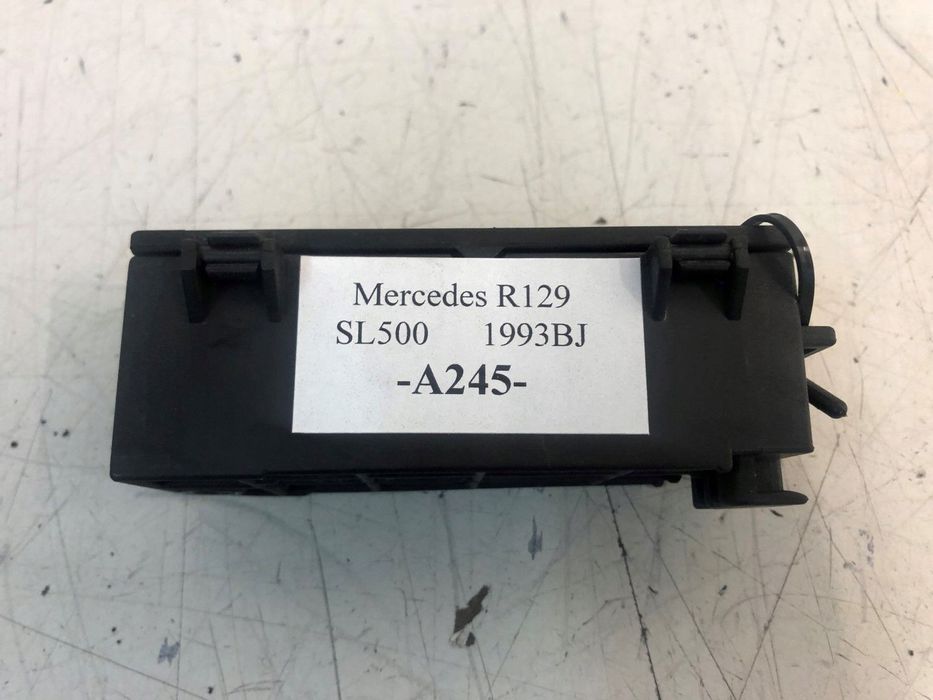 Mercedes R129
SL500 1993BJ
-A245-